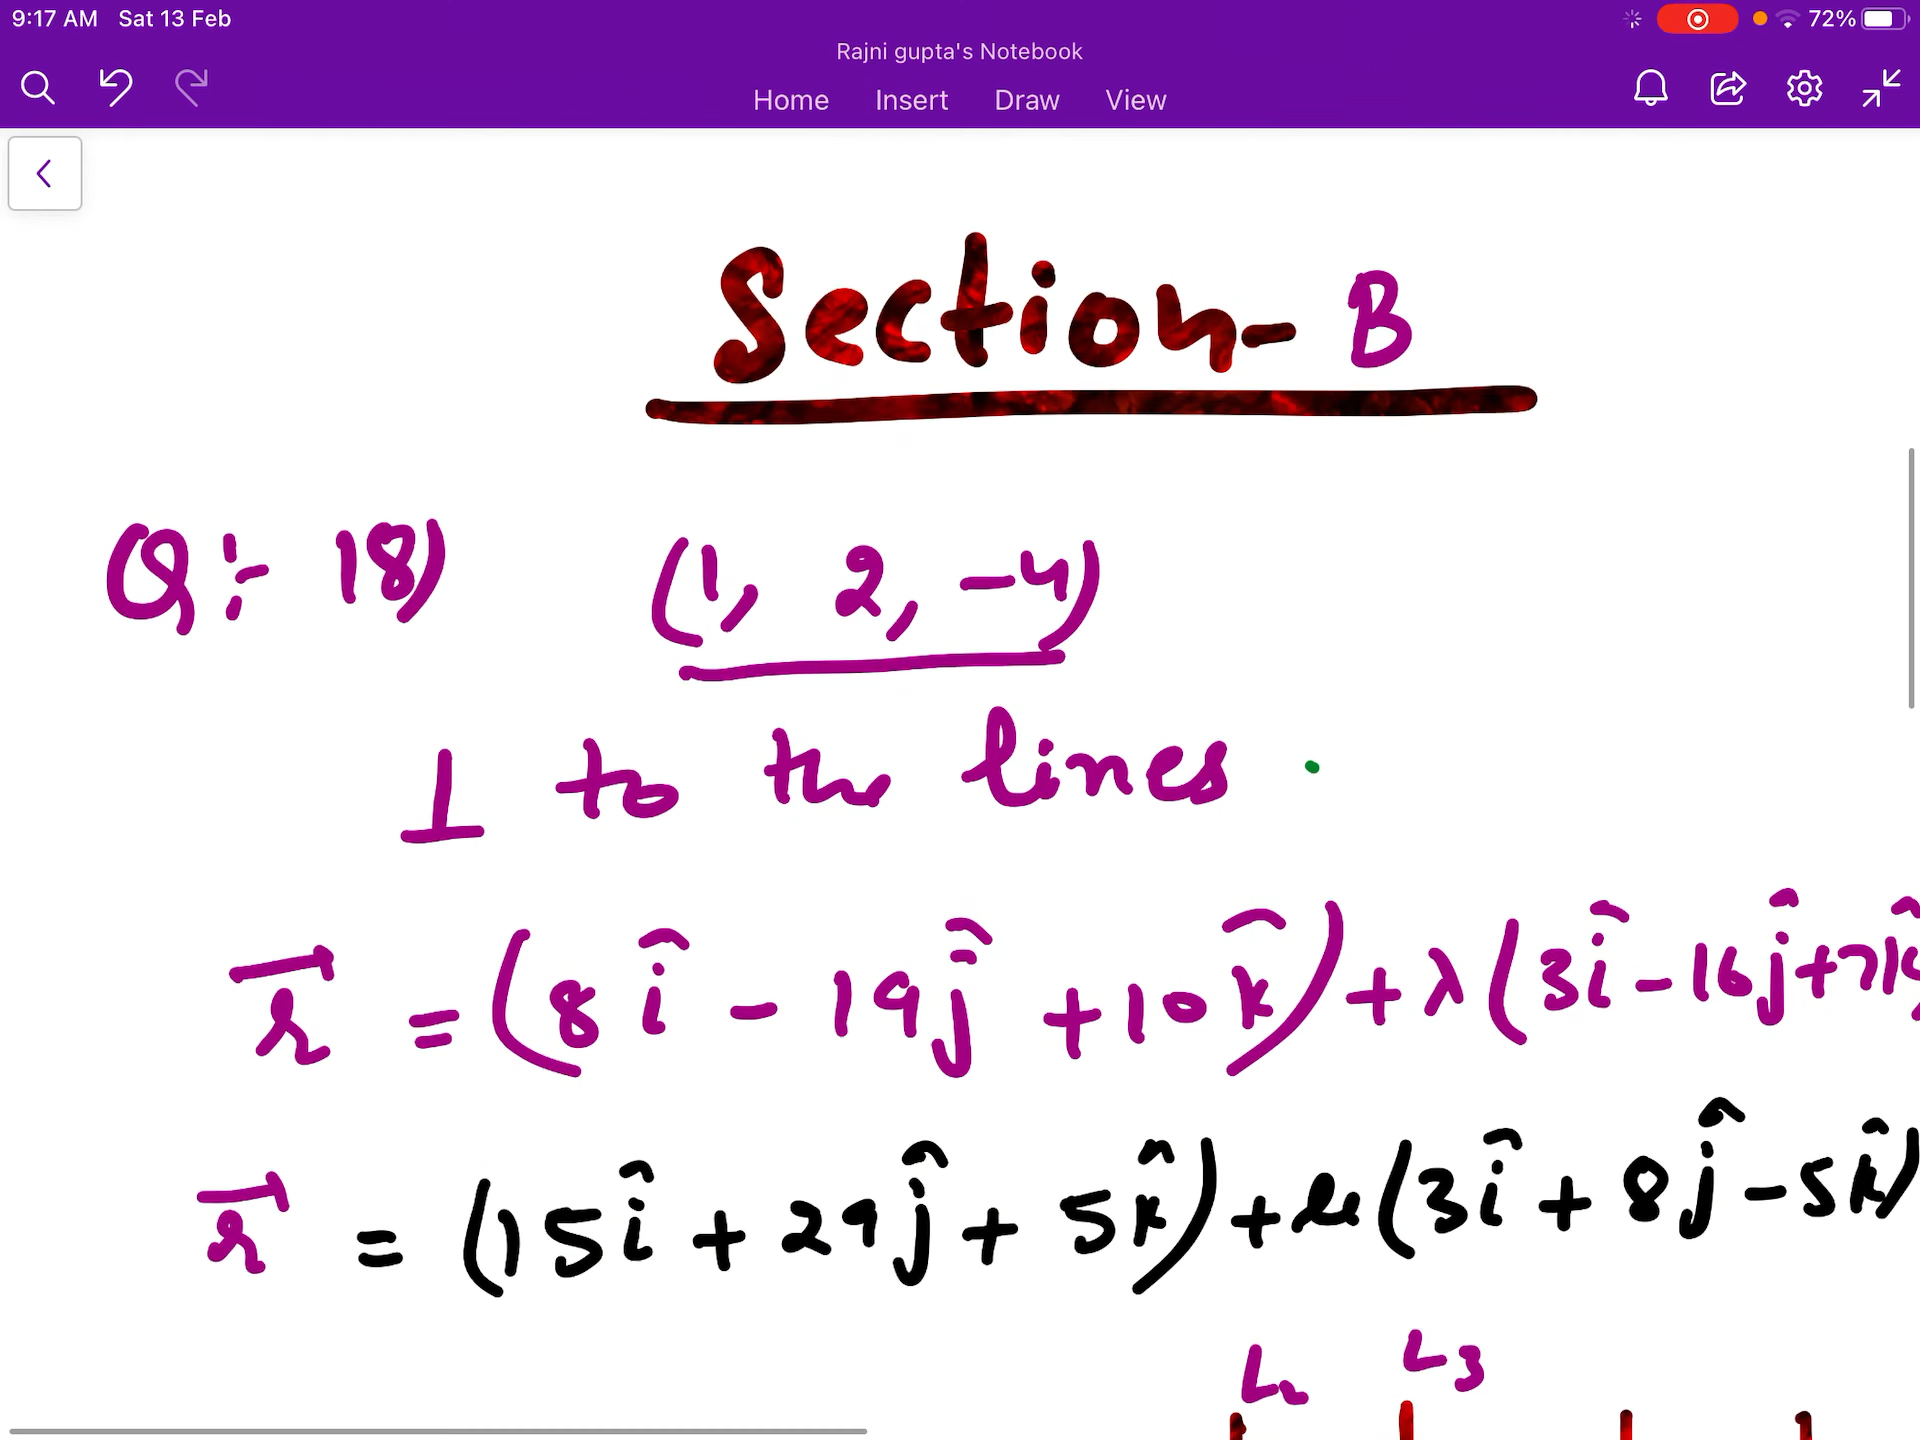 9:17 AM Sat 13 Feb 72%
Rajni gupta's Notebook
Home Insert Draw View
Section- B
Q:- 18) (1, 2, -4)
⊥ to the lines .
r⃗ = (8î - 19ĵ + 10k̂) + λ(3î - 16ĵ + 7k̂)
r⃗ = (15î + 29ĵ + 5k̂) + μ(3î + 8ĵ - 5k̂)
L₂ L₃